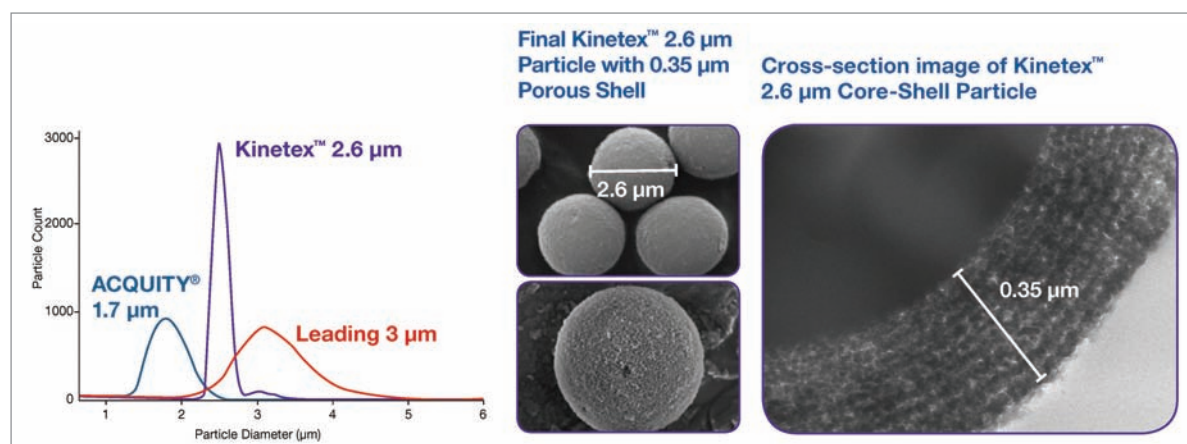 Final Kinetex™ 2.6 µm
Particle with 0.35 µm
Porous Shell
Cross-section image of Kinetex™
2.6 µm Core-Shell Particle
3000
2000
1000
0
Particle Count
Kinetex™ 2.6 µm
ACQUITY®
1.7 µm
Leading 3 µm
1 2 3 4 5 6
Particle Diameter (µm)
2.6 µm
0.35 µm